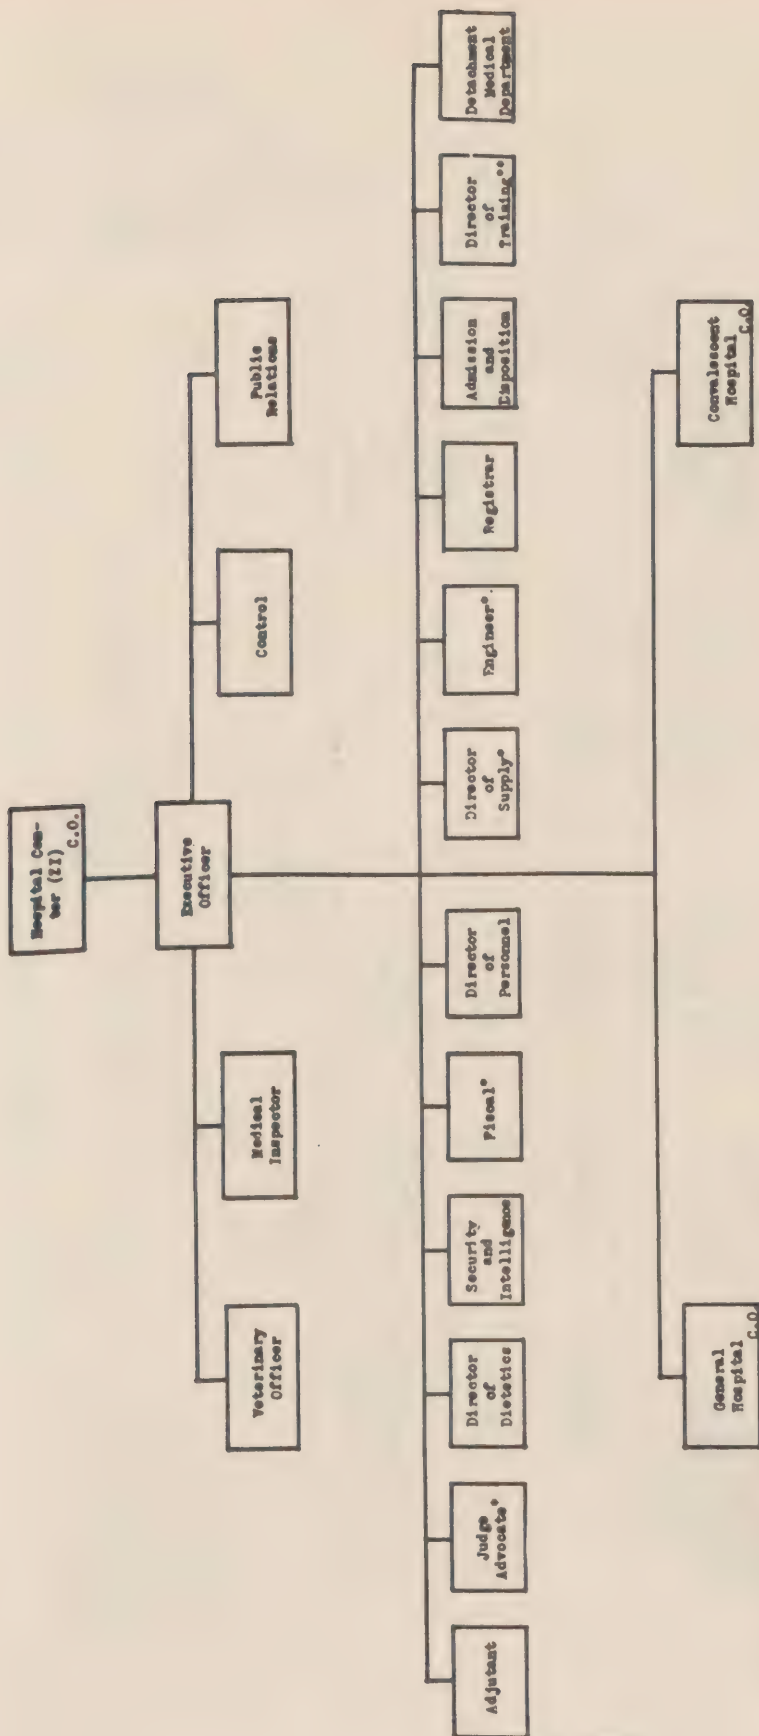 Hospital Cen-
ter (ZI)
C.O.
Executive
Officer
Veterinary
Officer
Medical
Inspector
Control
Public
Relations
Adjutant
Judge
Advocate*
Director
of
Dietetics
Security
and
Intelligence
Fiscal*
Director
of
Personnel
Director
of
Supply*
Engineer*.
Registrar
Admission
and
Disposition
Director
of
Training**
Detachment
Medical
Department
General
Hospital
C.O.
Convalescent
Hospital
C.O.